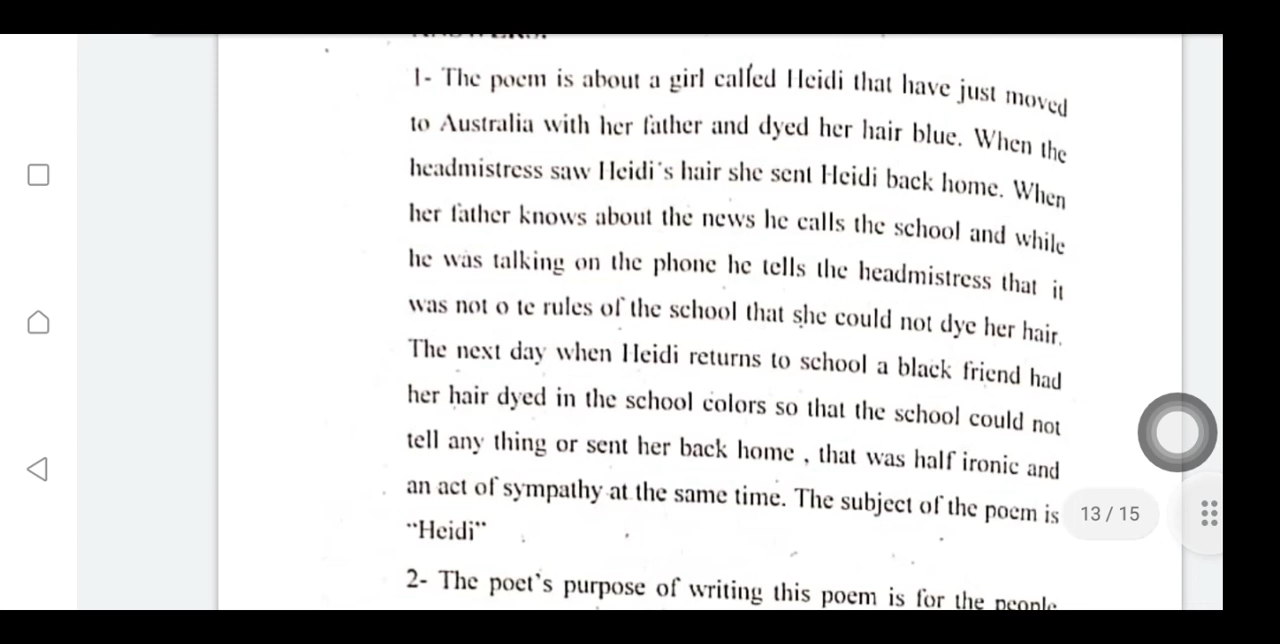 1- The poem is about a girl called Heidi that have just moved
to Australia with her father and dyed her hair blue. When the
headmistress saw Heidi's hair she sent Heidi back home. When
her father knows about the news he calls the school and while
he was talking on the phone he tells the headmistress that it
was not o te rules of the school that she could not dye her hair.
The next day when Heidi returns to school a black friend had
her hair dyed in the school colors so that the school could not
tell any thing or sent her back home , that was half ironic and
an act of sympathy at the same time. The subject of the poem is
"Heidi"
2- The poet's purpose of writing this poem is for the people
13 / 15